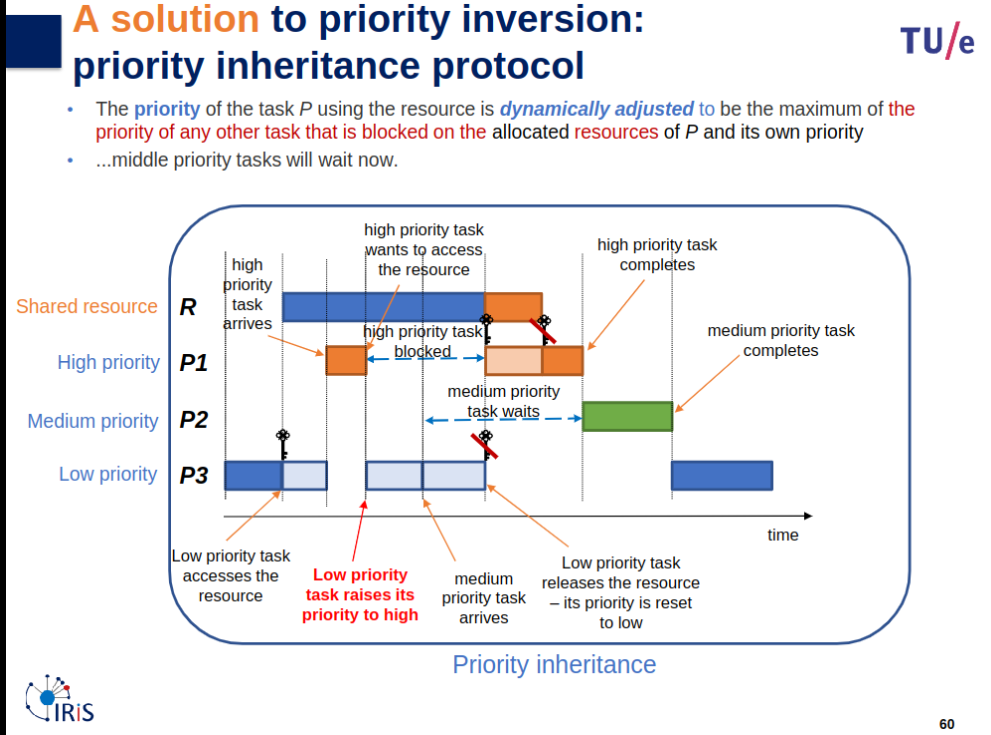 A solution to priority inversion:
priority inheritance protocol
TU/e
• The priority of the task P using the resource is dynamically adjusted to be the maximum of the
priority of any other task that is blocked on the allocated resources of P and its own priority
• ...middle priority tasks will wait now.
high priority task
wants to access
the resource
high
priority
task
arrives
high priority task
completes
Shared resource R
high priority task
blocked
medium priority task
completes
High priority P1
medium priority
task waits
Medium priority P2
Low priority P3
time
Low priority task
accesses the
resource
Low priority
task raises its
priority to high
medium
priority task
arrives
Low priority task
releases the resource
– its priority is reset
to low
Priority inheritance
IRiS
60